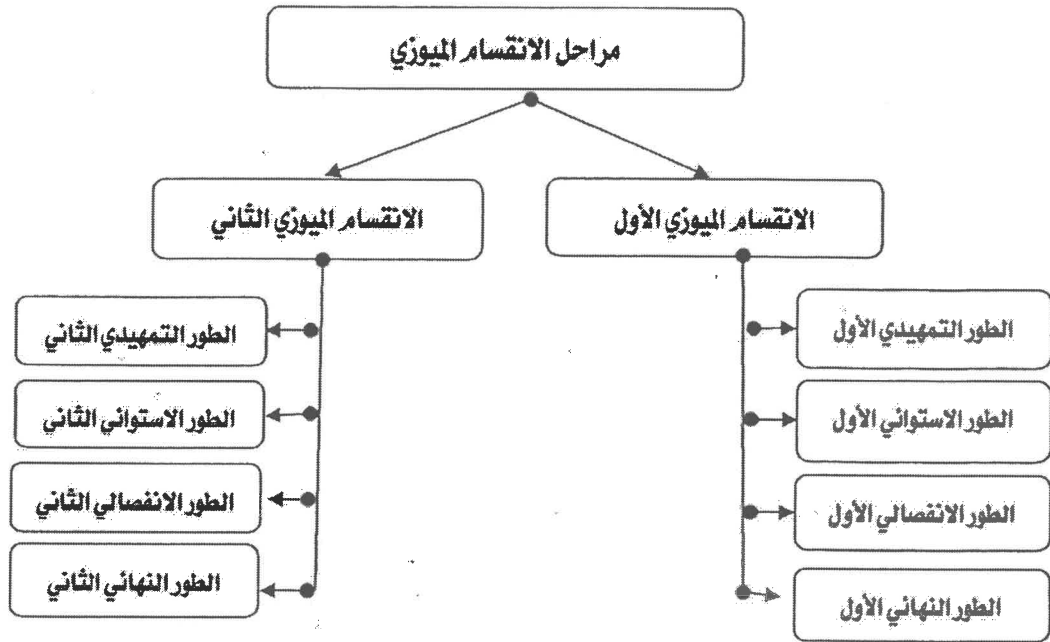 مراحل الانقسام الميوزي
الانقسام الميوزي الأول
الانقسام الميوزي الثاني
الطور التمهيدي الأول
الطور الاستوائي الأول
الطور الانفصالي الأول
الطور النهائي الأول
الطور التمهيدي الثاني
الطور الاستوائي الثاني
الطور الانفصالي الثاني
الطور النهائي الثاني